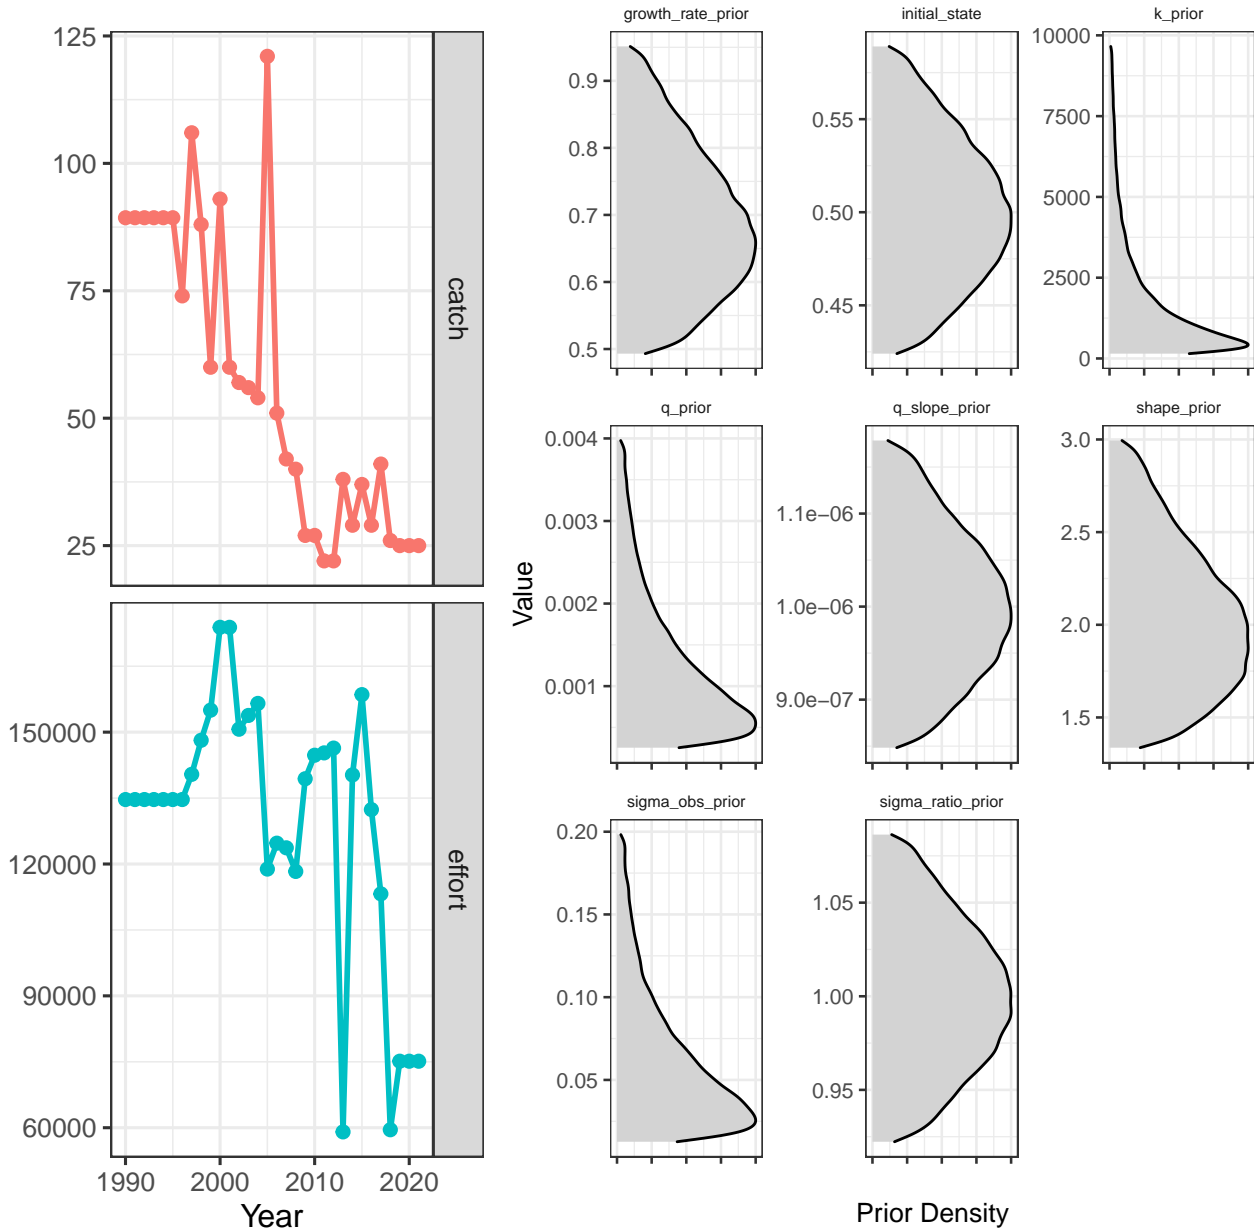 125
100
75
50
25
catch
150000
120000
90000
60000
effort
1990
2000
2010
2020
Year
growth_rate_prior
0.9
0.8
0.7
0.6
0.5
initial_state
0.55
0.50
0.45
k_prior
10000
7500
5000
2500
0
Value
q_prior
0.004
0.003
0.002
0.001
q_slope_prior
1.1e−06
1.0e−06
9.0e−07
shape_prior
3.0
2.5
2.0
1.5
sigma_obs_prior
0.20
0.15
0.10
0.05
sigma_ratio_prior
1.05
1.00
0.95
Prior Density